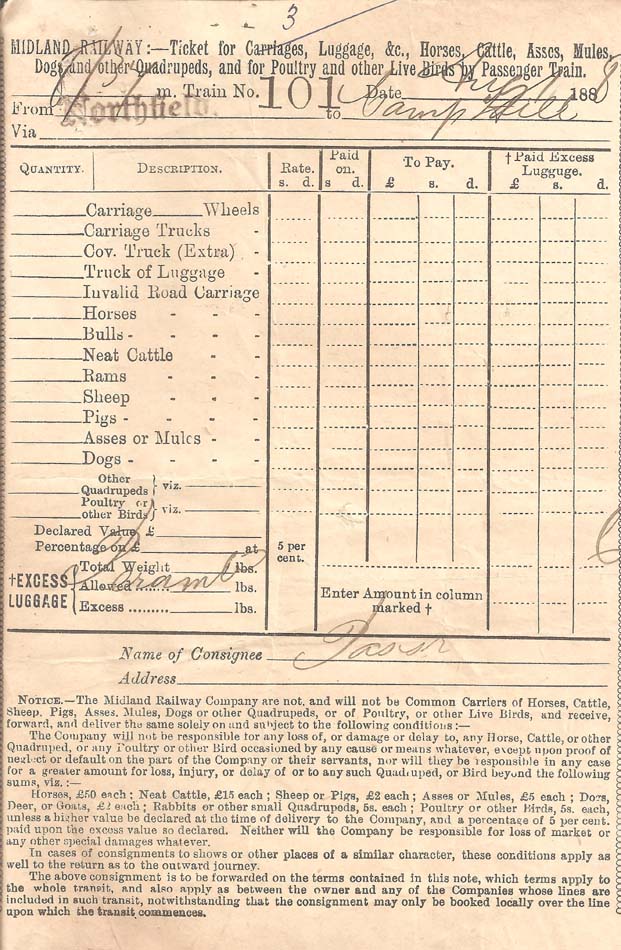 3
MIDLAND RAILWAY:—Ticket for Carriages, Luggage, &c., Horses, Cattle, Asses, Mules,
Dogs and other Quadrupeds, and for Poultry and other Live Birds by Passenger Train.
m. Train No. 101 Date 188 8
From Northfield. to Camp Hill
Via
QUANTITY. DESCRIPTION. Rate. s. d. Paid on. s d. To Pay. £ s. d. † Paid Excess Luggage. £ s. d.
Carriage Wheels
Carriage Trucks -
Cov. Truck (Extra) -
Truck of Luggage -
Invalid Road Carriage
Horses - - -
Bulls - - -
Neat Cattle - -
Rams - - -
Sheep - - -
Pigs - - -
Asses or Mules - -
Dogs - - -
Other Quadrupeds } viz.
Poultry or other Birds } viz.
Declared Value £
Percentage on £ at 5 per cent.
†EXCESS LUGGAGE { Total Weight lbs.
Allowed ...... lbs.
Excess ......... lbs.
Enter Amount in column marked †
Name of Consignee
Address
NOTICE.—The Midland Railway Company are not, and will not be Common Carriers of Horses, Cattle,
Sheep, Pigs, Asses, Mules, Dogs or other Quadrupeds, or of Poultry, or other Live Birds, and receive,
forward, and deliver the same solely on and subject to the following conditions :—
The Company will not be responsible for any loss of, or damage or delay to, any Horse, Cattle, or other
Quadruped, or any Poultry or other Bird occasioned by any cause or means whatever, except upon proof of
neglect or default on the part of the Company or their servants, nor will they be responsible in any case
for a greater amount for loss, injury, or delay of or to any such Quadruped, or Bird beyond the following
sums, viz. :—
Horses, £50 each ; Neat Cattle, £15 each ; Sheep or Pigs, £2 each ; Asses or Mules, £5 each ; Dogs,
Deer, or Goats, £2 each ; Rabbits or other small Quadrupeds, 5s. each ; Poultry or other Birds, 5s. each,
unless a higher value be declared at the time of delivery to the Company, and a percentage of 5 per cent.
paid upon the excess value so declared. Neither will the Company be responsible for loss of market or
any other special damages whatever.
In cases of consignments to shows or other places of a similar character, these conditions apply as
well to the return as to the outward journey.
The above consignment is to be forwarded on the terms contained in this note, which terms apply to
the whole transit, and also apply as between the owner and any of the Companies whose lines are
included in such transit, notwithstanding that the consignment may only be booked locally over the line
upon which the transit commences.